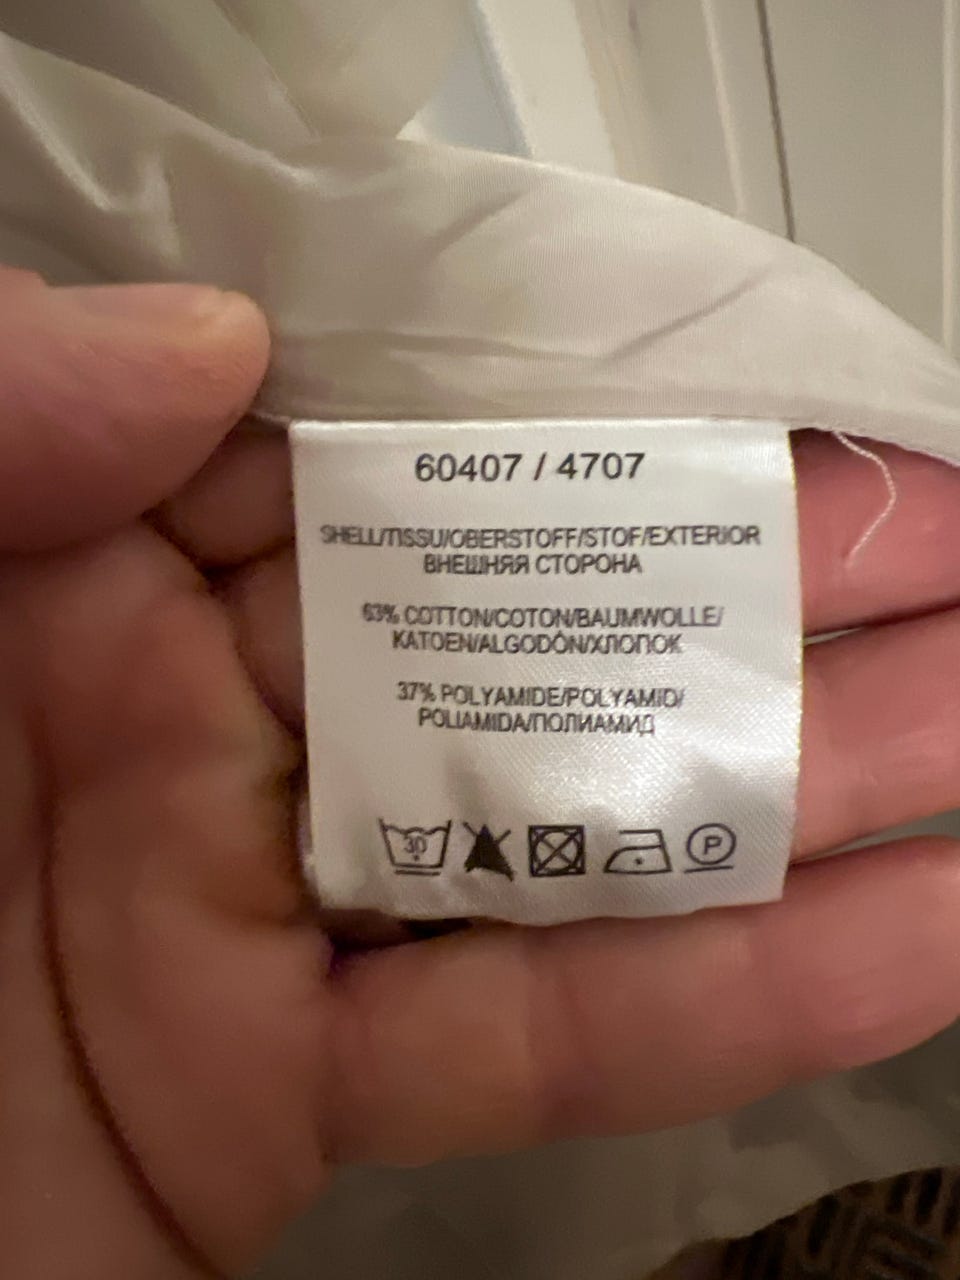 60407 / 4707
SHELL/TISSU/OBERSTOFF/STOF/EXTERIOR
ВНЕШНЯЯ СТОРОНА
63% COTTON/COTON/BAUMWOLLE/
KATOEN/ALGODÓN/ХЛОПОК
37% POLYAMIDE/POLYAMID/
POLIAMIDA/ПОЛИАМИД
30 P